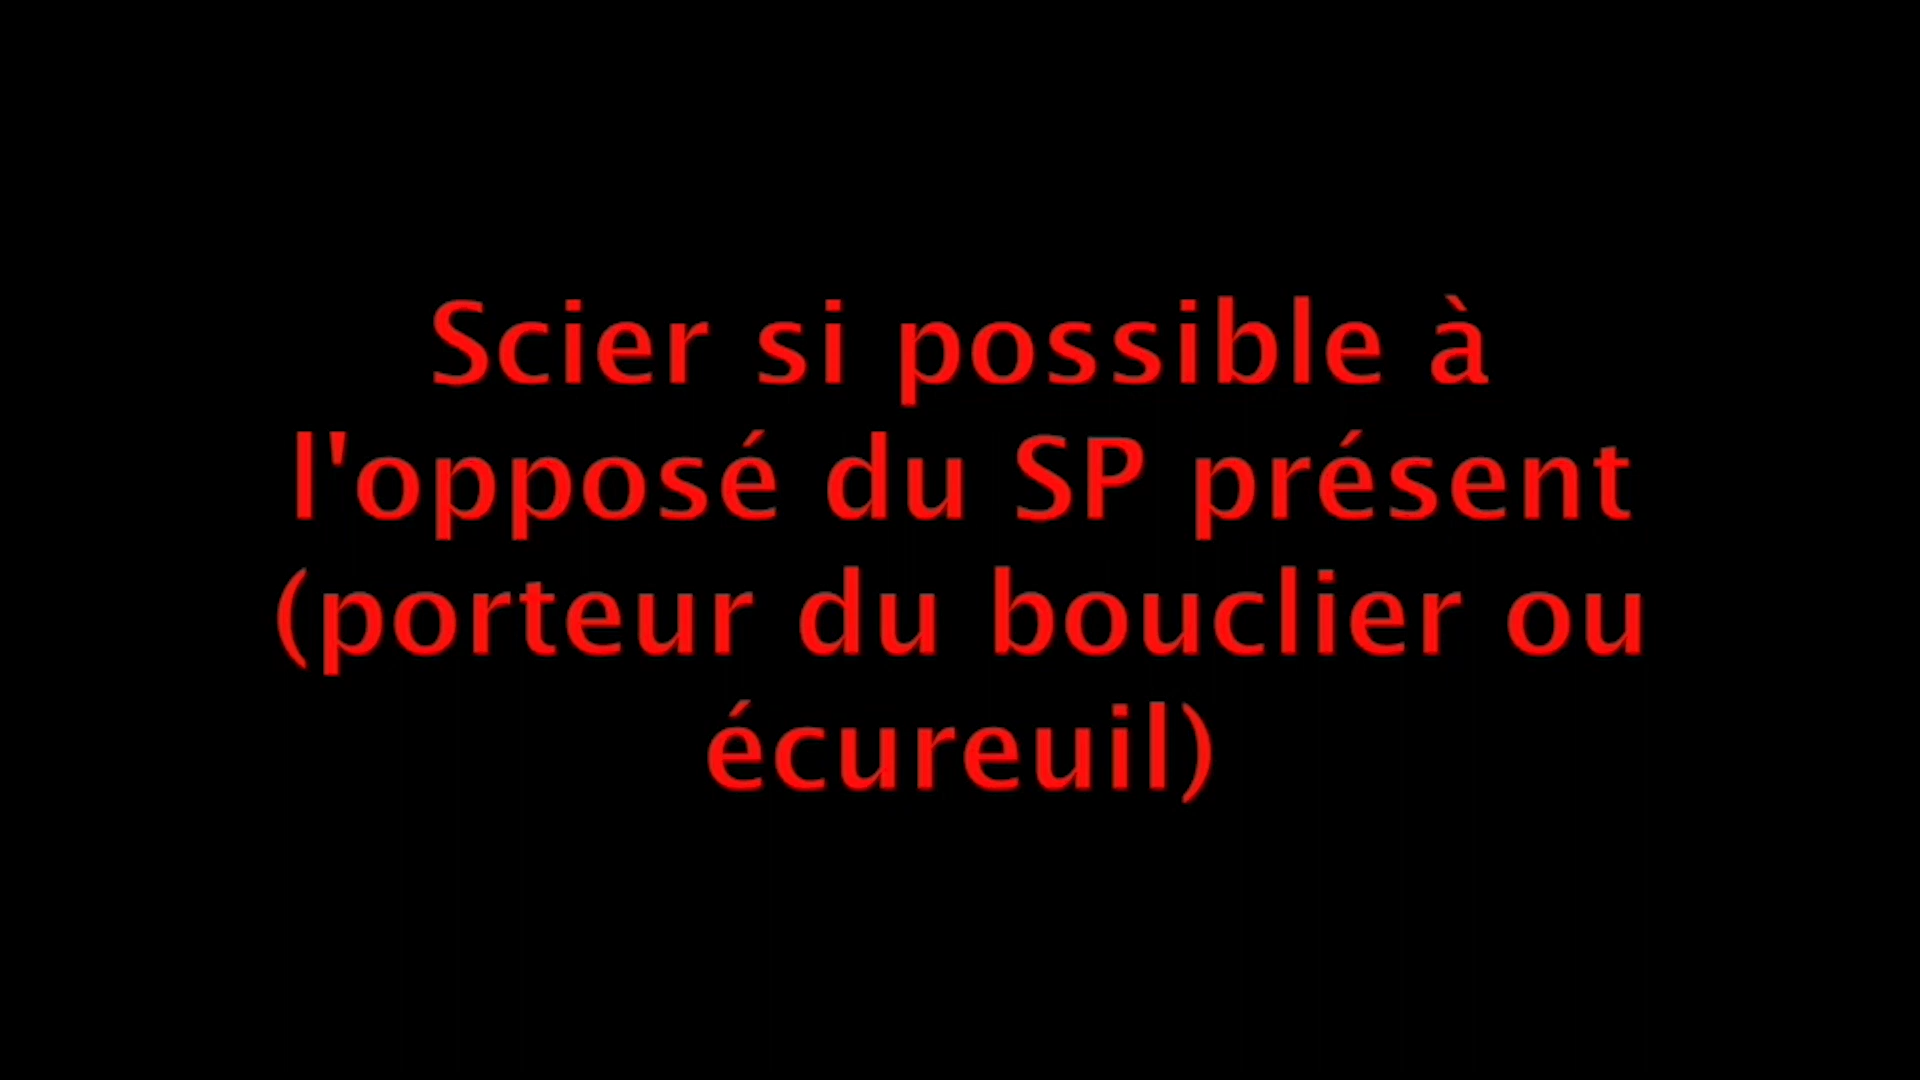 Scier si possible à
l'opposé du SP présent
(porteur du bouclier ou
écureuil)